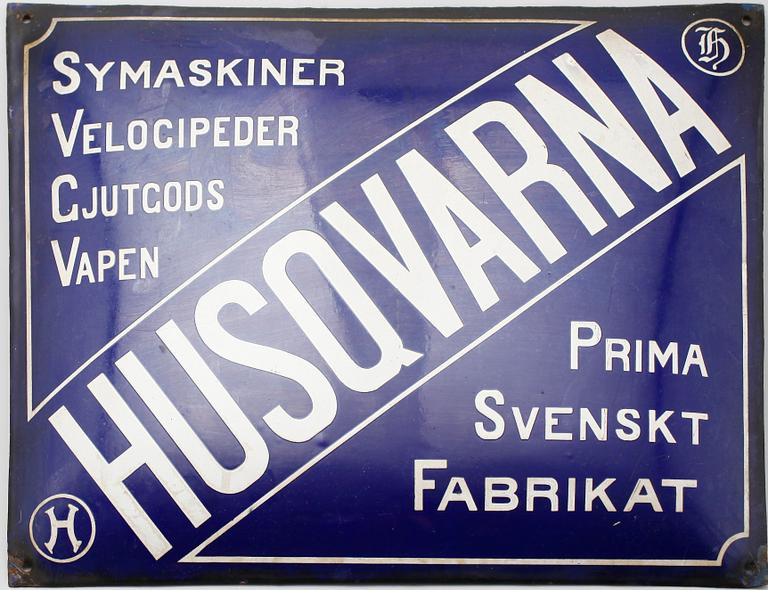 SYMASKINER
VELOCIPEDER
GJUTGODS
VAPEN
HUSQVARNA
PRIMA
SVENSKT
FABRIKAT
H
H